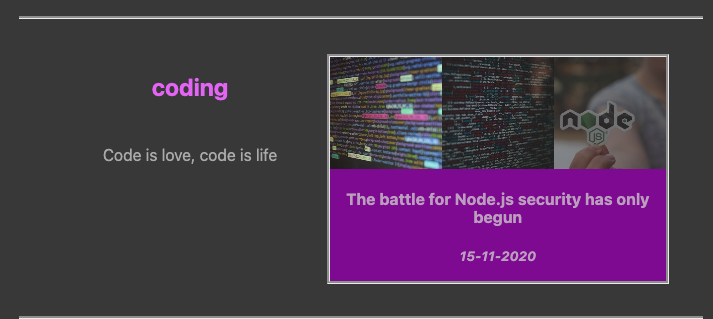 coding
Code is love, code is life
node
JS
The battle for Node.js security has only
begun
15-11-2020